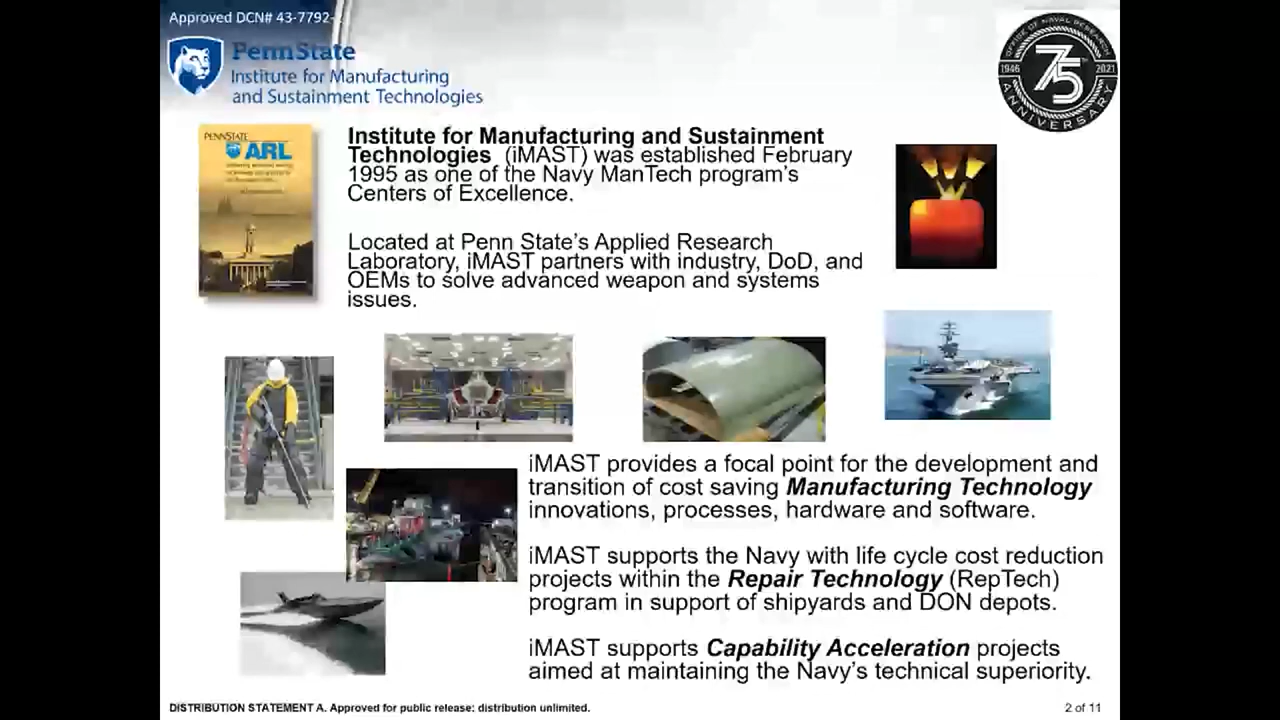 Approved DCN# 43-7792-
PennState
Institute for Manufacturing
and Sustainment Technologies
OFFICE OF NAVAL RESEARCH
1946 75TH 2021
ANNIVERSARY
PENNSTATE
ARL
Institute for Manufacturing and Sustainment
Technologies (iMAST) was established February
1995 as one of the Navy ManTech program's
Centers of Excellence.
Located at Penn State's Applied Research
Laboratory, iMAST partners with industry, DoD, and
OEMs to solve advanced weapon and systems
issues.
iMAST provides a focal point for the development and
transition of cost saving Manufacturing Technology
innovations, processes, hardware and software.
iMAST supports the Navy with life cycle cost reduction
projects within the Repair Technology (RepTech)
program in support of shipyards and DON depots.
iMAST supports Capability Acceleration projects
aimed at maintaining the Navy's technical superiority.
DISTRIBUTION STATEMENT A. Approved for public release: distribution unlimited.
2 of 11